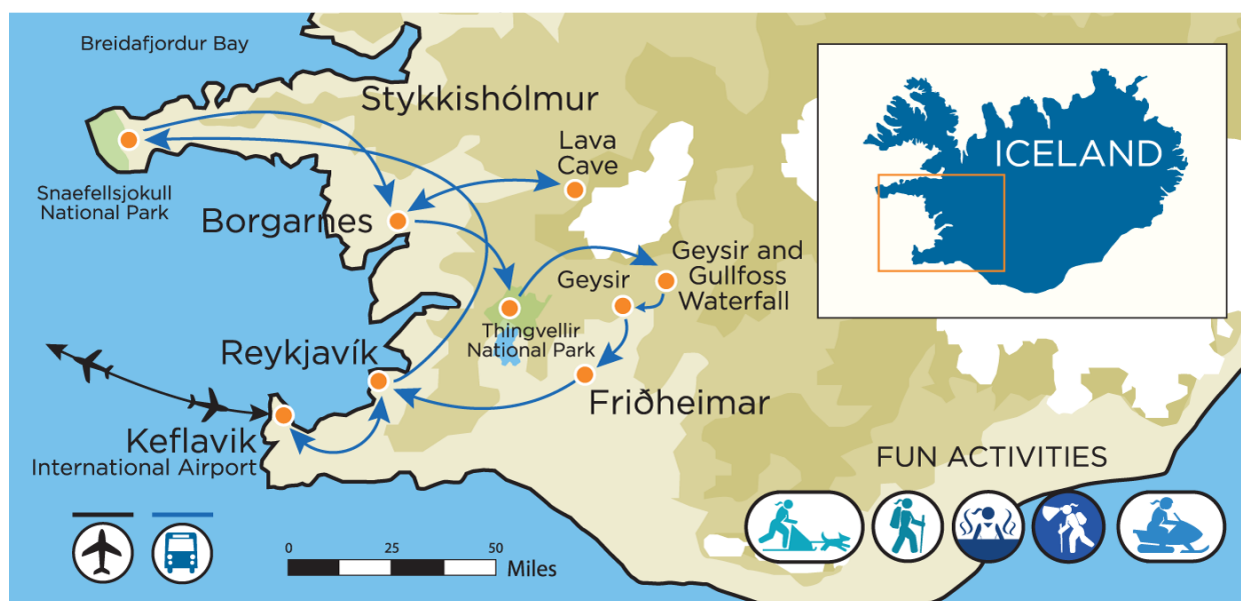 Breidafjordur Bay
Stykkishólmur
Lava
Cave
ICELAND
Snaefellsjokull
National Park
Borgarnes
Geysir and
Gullfoss
Waterfall
Geysir
Thingvellir
National Park
Reykjavík
Friðheimar
Keflavik
International Airport
FUN ACTIVITIES
0 25 50
Miles